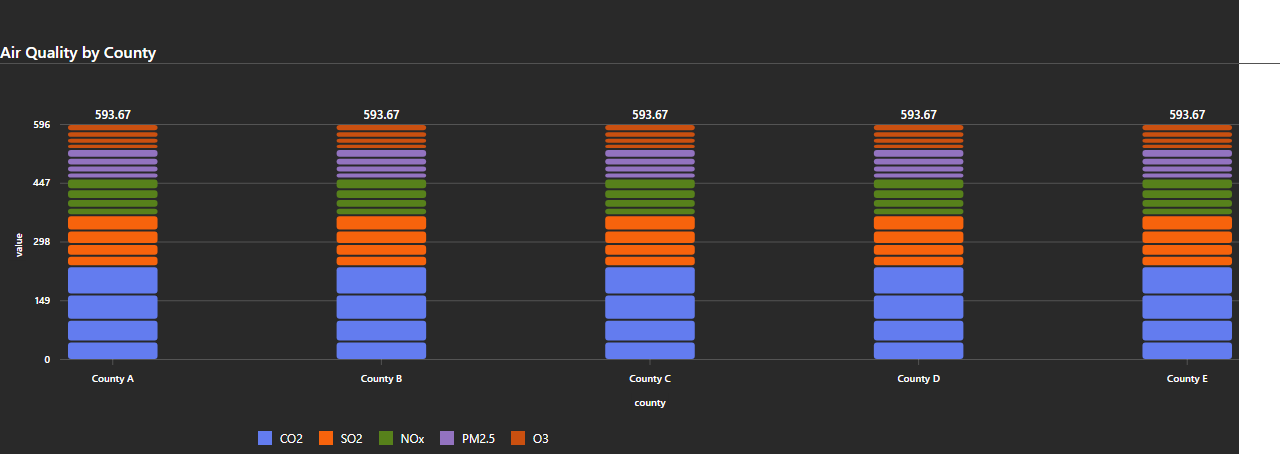 Air Quality by County
593.67 593.67 593.67 593.67 593.67
596
447
298
149
0
value
County A County B County C County D County E
county
CO2 SO2 NOx PM2.5 O3